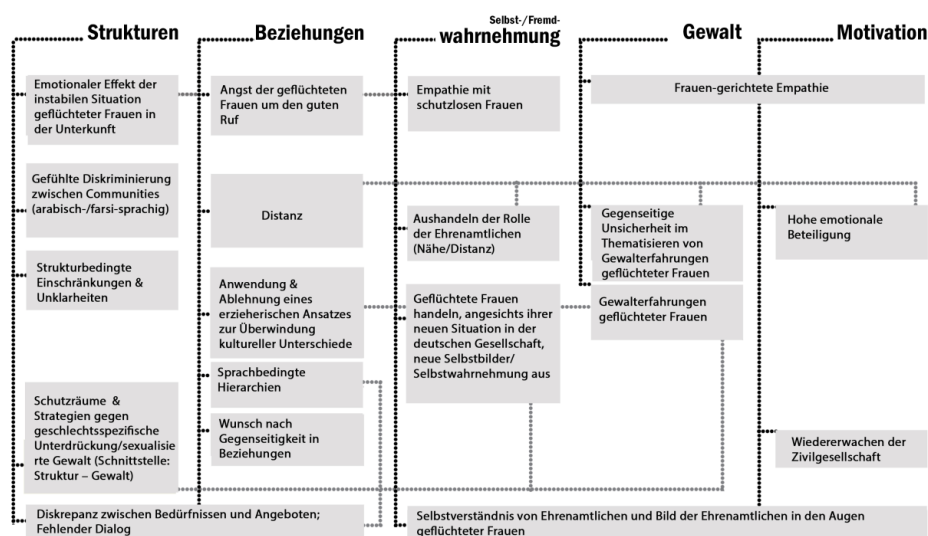 Strukturen
Beziehungen
Selbst-/Fremd-
wahrnehmung
Gewalt
Motivation
Emotionaler Effekt der
instabilen Situation
geflüchteter Frauen in
der Unterkunft
Angst der geflüchteten
Frauen um den guten
Ruf
Empathie mit
schutzlosen Frauen
Frauen-gerichtete Empathie
Gefühlte Diskriminierung
zwischen Communities
(arabisch-/farsi-sprachig)
Distanz
Aushandeln der Rolle
der Ehrenamtlichen
(Nähe/Distanz)
Gegenseitige
Unsicherheit im
Thematisieren von
Gewalterfahrungen
geflüchteter Frauen
Hohe emotionale
Beteiligung
Strukturbedingte
Einschränkungen &
Unklarheiten
Anwendung &
Ablehnung eines
erzieherischen Ansatzes
zur Überwindung
kultureller Unterschiede
Geflüchtete Frauen
handeln, angesichts ihrer
neuen Situation in der
deutschen Gesellschaft,
neue Selbstbilder/
Selbstwahrnehmung aus
Gewalterfahrungen
geflüchteter Frauen
Sprachbedingte
Hierarchien
Schutzräume &
Strategien gegen
geschlechtsspezifische
Unterdrückung/sexualisie
rte Gewalt (Schnittstelle:
Struktur – Gewalt)
Wunsch nach
Gegenseitigkeit in
Beziehungen
Wiedererwachen der
Zivilgesellschaft
Diskrepanz zwischen Bedürfnissen und Angeboten;
Fehlender Dialog
Selbstverständnis von Ehrenamtlichen und Bild der Ehrenamtlichen in den Augen
geflüchteter Frauen